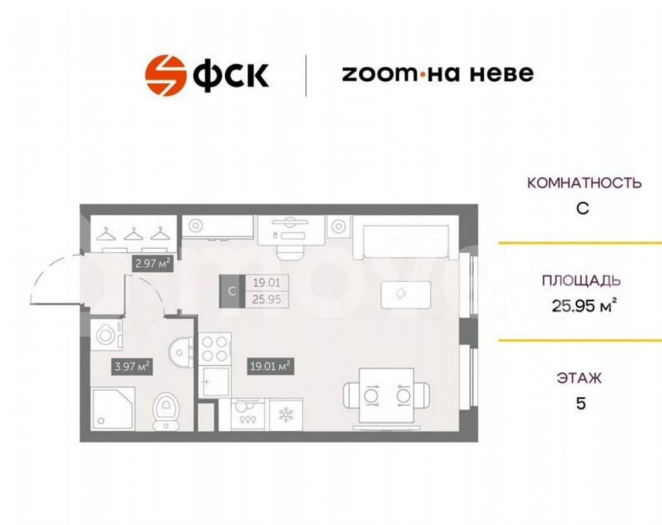 ФСК
zoom•на неве
КОМНАТНОСТЬ
С
ПЛОЩАДЬ
25.95 м²
ЭТАЖ
5
2.97 м²
С
19.01
25.95
3.97 м²
19.01 м²